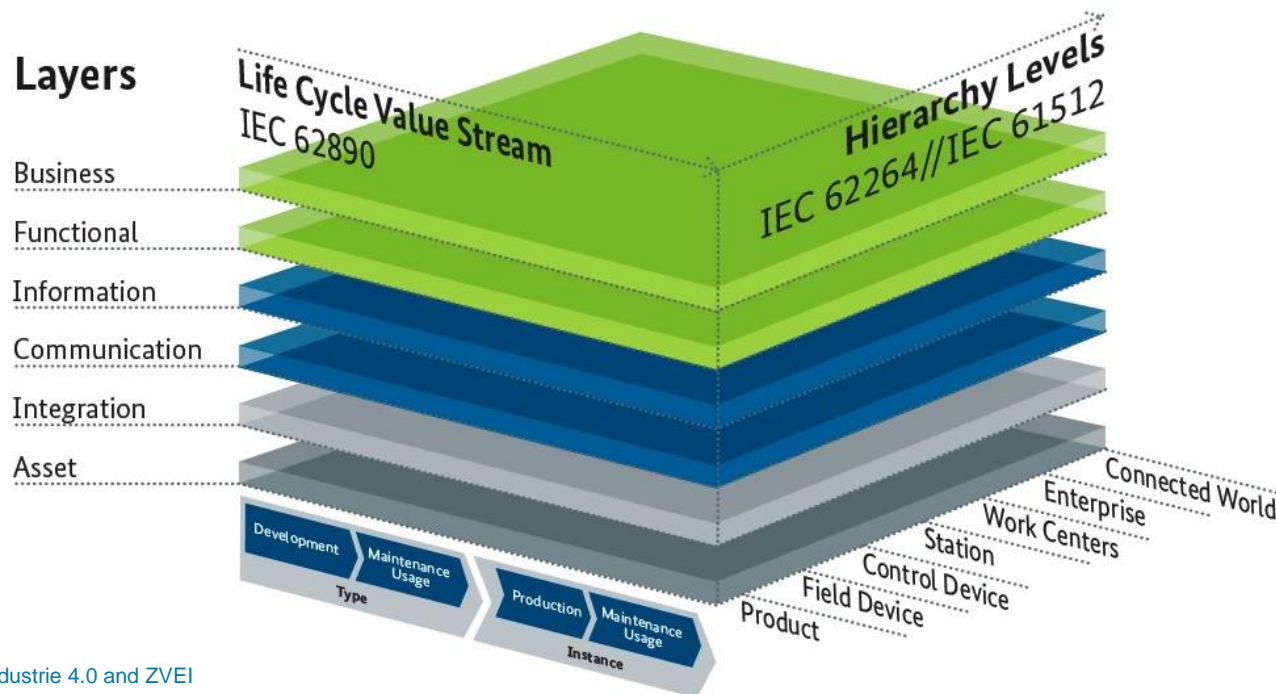 Layers
Life Cycle Value Stream
IEC 62890
Hierarchy Levels
IEC 62264//IEC 61512
Business
Functional
Information
Communication
Integration
Asset
Development
Maintenance
Usage
Type
Production
Maintenance
Usage
Instance
Product
Field Device
Control Device
Station
Work Centers
Enterprise
Connected World
dustrie 4.0 and ZVEI